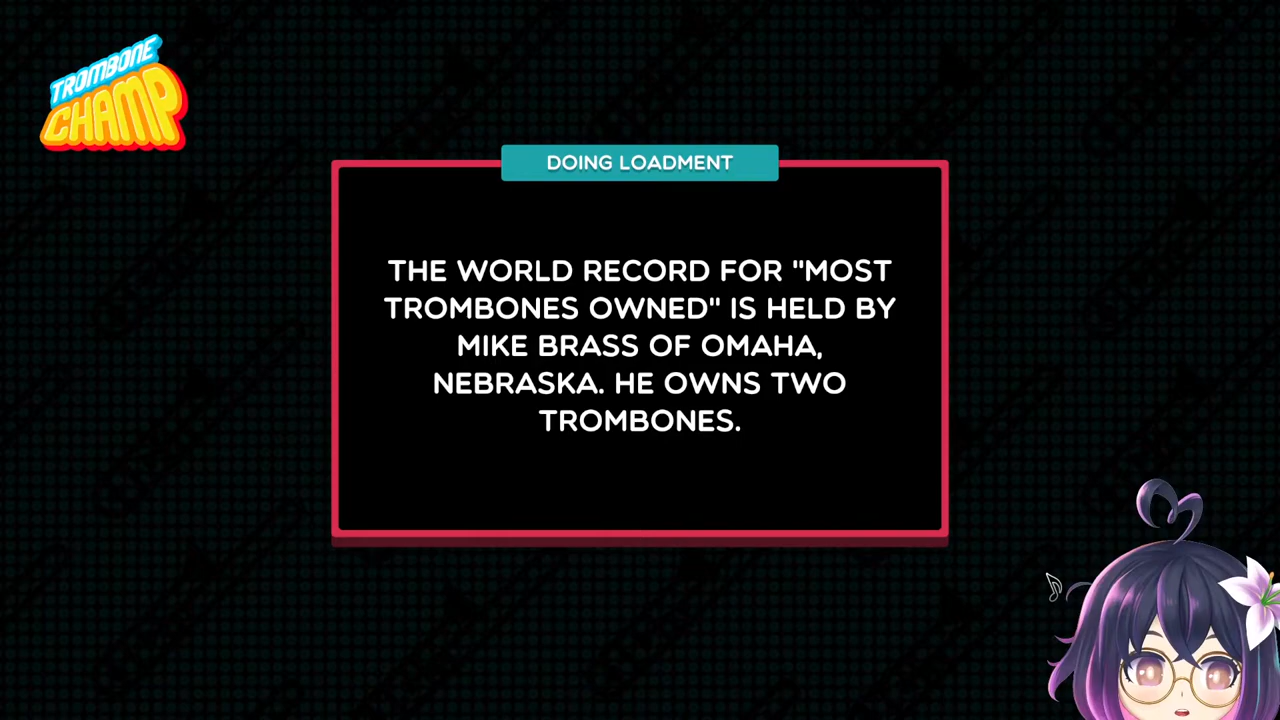 TROMBONE
CHAMP
DOING LOADMENT
THE WORLD RECORD FOR "MOST
TROMBONES OWNED" IS HELD BY
MIKE BRASS OF OMAHA,
NEBRASKA. HE OWNS TWO
TROMBONES.